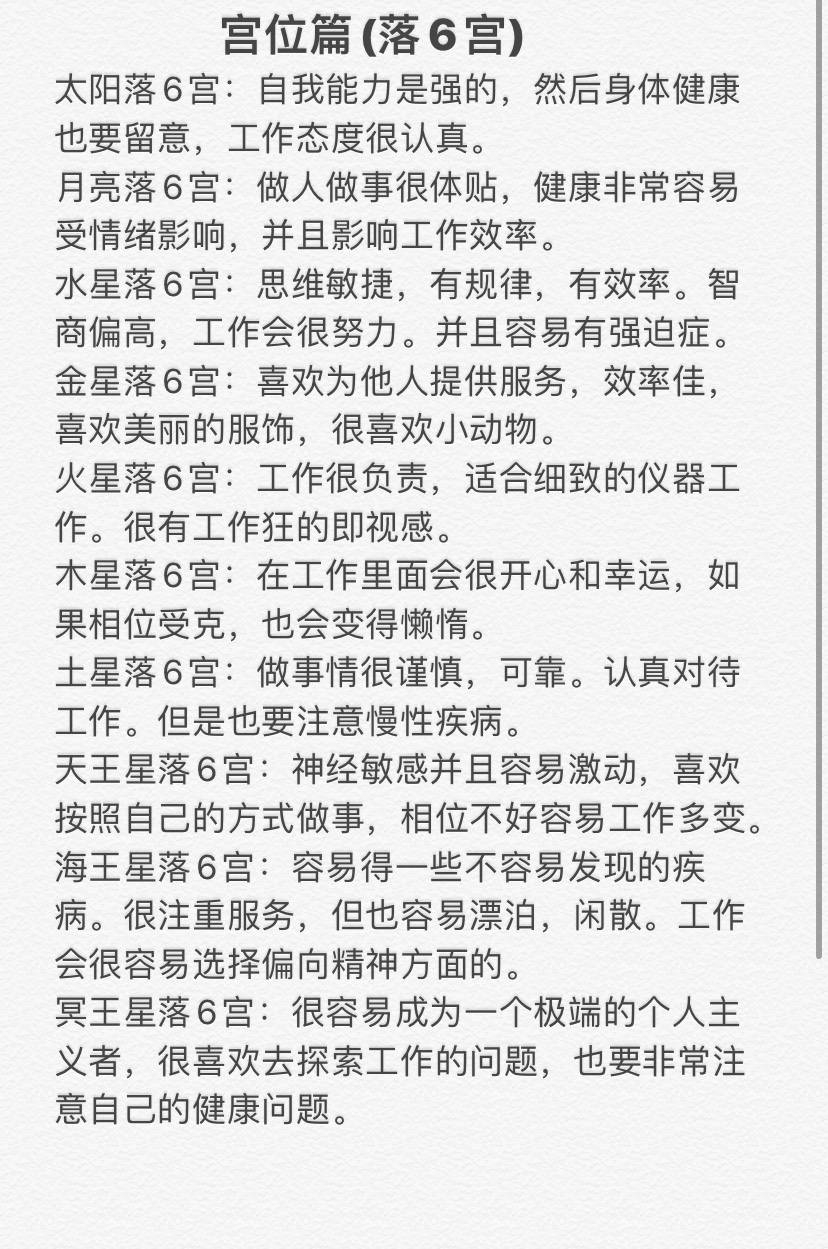 宫位篇(落6宫)
太阳落6宫：自我能力是强的，然后身体健康
也要留意，工作态度很认真。
月亮落6宫：做人做事很体贴，健康非常容易
受情绪影响，并且影响工作效率。
水星落6宫：思维敏捷，有规律，有效率。智
商偏高，工作会很努力。并且容易有强迫症。
金星落6宫：喜欢为他人提供服务，效率佳，
喜欢美丽的服饰，很喜欢小动物。
火星落6宫：工作很负责，适合细致的仪器工
作。很有工作狂的即视感。
木星落6宫：在工作里面会很开心和幸运，如
果相位受克，也会变得懒惰。
土星落6宫：做事情很谨慎，可靠。认真对待
工作。但是也要注意慢性疾病。
天王星落6宫：神经敏感并且容易激动，喜欢
按照自己的方式做事，相位不好容易工作多变。
海王星落6宫：容易得一些不容易发现的疾
病。很注重服务，但也容易漂泊，闲散。工作
会很容易选择偏向精神方面的。
冥王星落6宫：很容易成为一个极端的个人主
义者，很喜欢去探索工作的问题，也要非常注
意自己的健康问题。